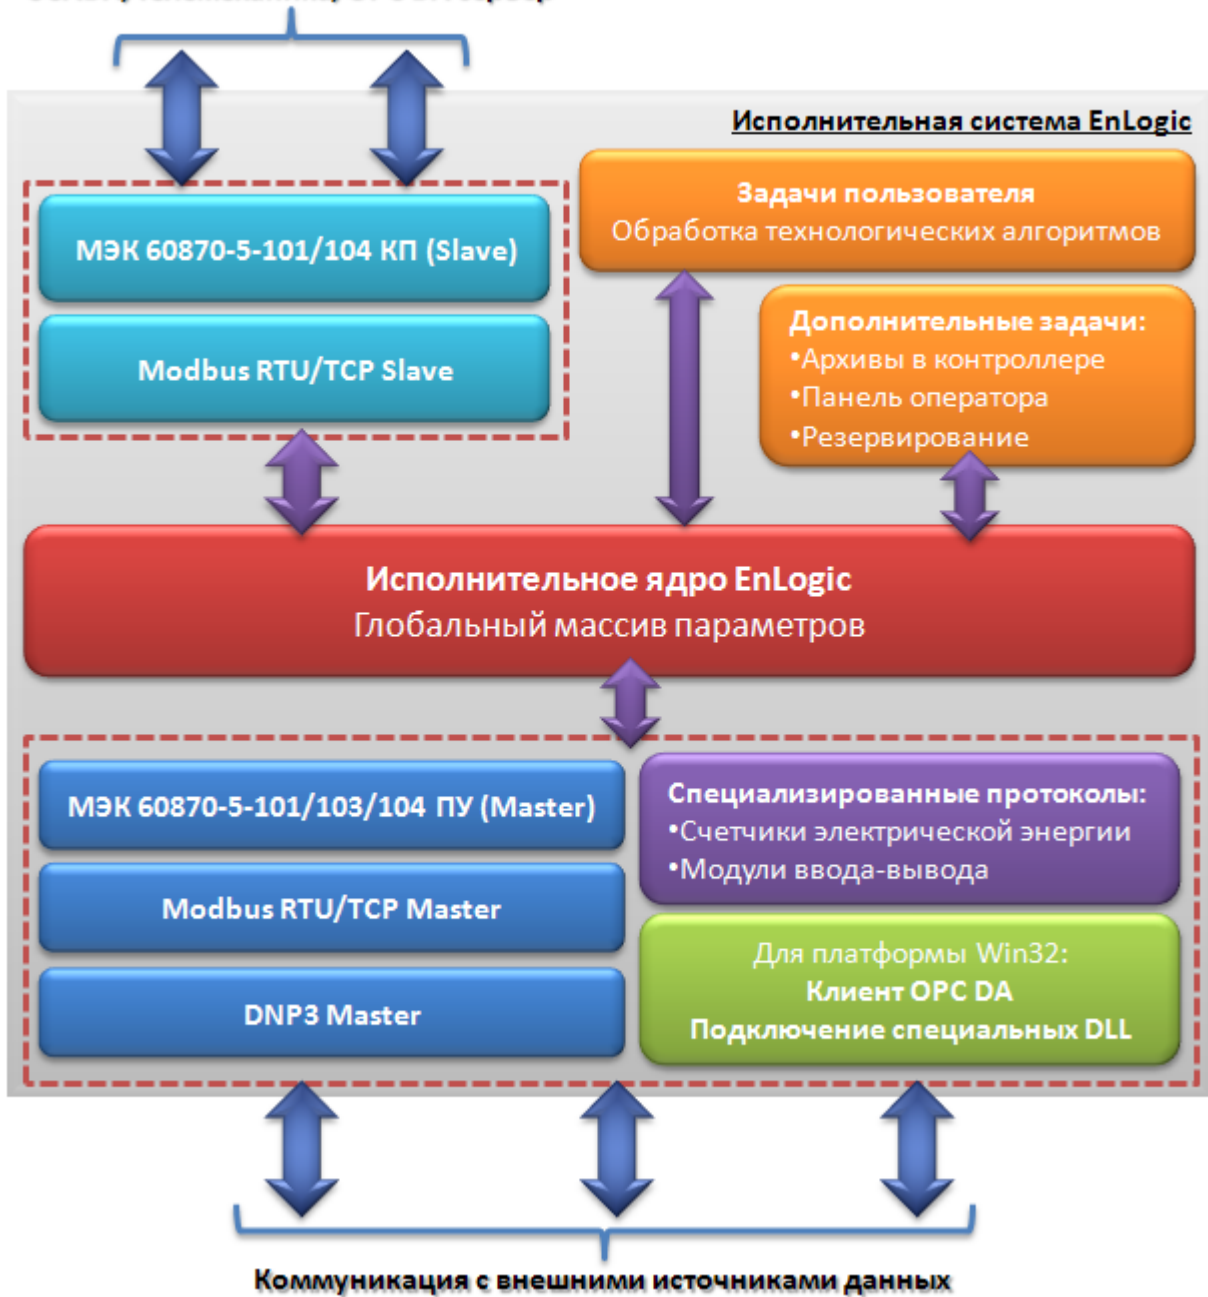 Исполнительная система EnLogic
Задачи пользователя
Обработка технологических алгоритмов
МЭК 60870-5-101/104 КП (Slave)
Modbus RTU/TCP Slave
Дополнительные задачи:
•Архивы в контроллере
•Панель оператора
•Резервирование
Исполнительное ядро EnLogic
Глобальный массив параметров
МЭК 60870-5-101/103/104 ПУ (Master)
Modbus RTU/TCP Master
DNP3 Master
Специализированные протоколы:
•Счетчики электрической энергии
•Модули ввода-вывода
Для платформы Win32:
Клиент OPC DA
Подключение специальных DLL
Коммуникация с внешними источниками данных